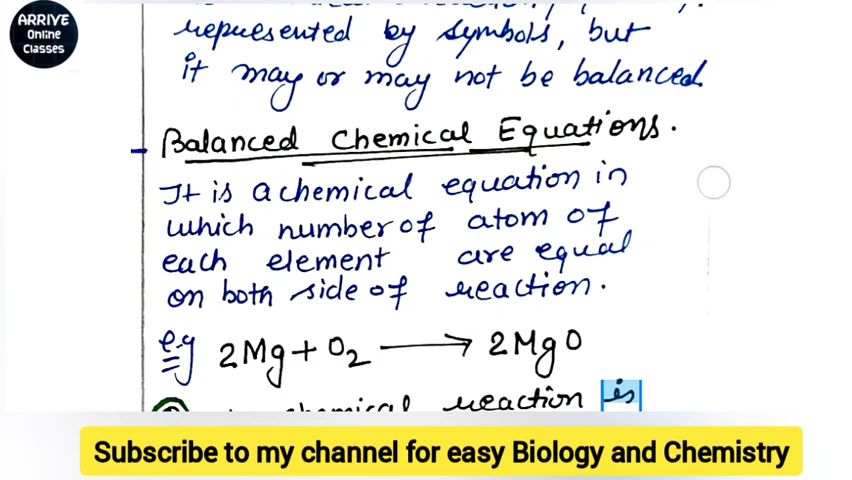 ARRIVE
Online
Classes
represented by symbols, but
it may or may not be balanced
- Balanced Chemical Equations.
It is a chemical equation in
which number of atom of
each element are equal
on both side of reaction.
e.g 2Mg + O₂ ⟶ 2MgO
chemical reaction is
Subscribe to my channel for easy Biology and Chemistry